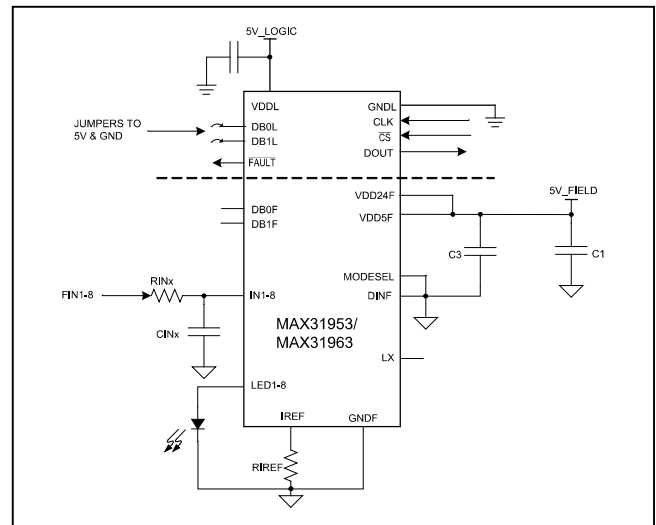 5V_LOGIC
VDDL
GNDL
JUMPERS TO
5V & GND
DB0L
CLK
DB1L
CS
DOUT
FAULT
VDD24F
5V_FIELD
DB0F
VDD5F
DB1F
C3
C1
MODESEL
RINx
FIN1-8
IN1-8
DINF
MAX31953/
MAX31963
CINx
LX
LED1-8
IREF
GNDF
RIREF